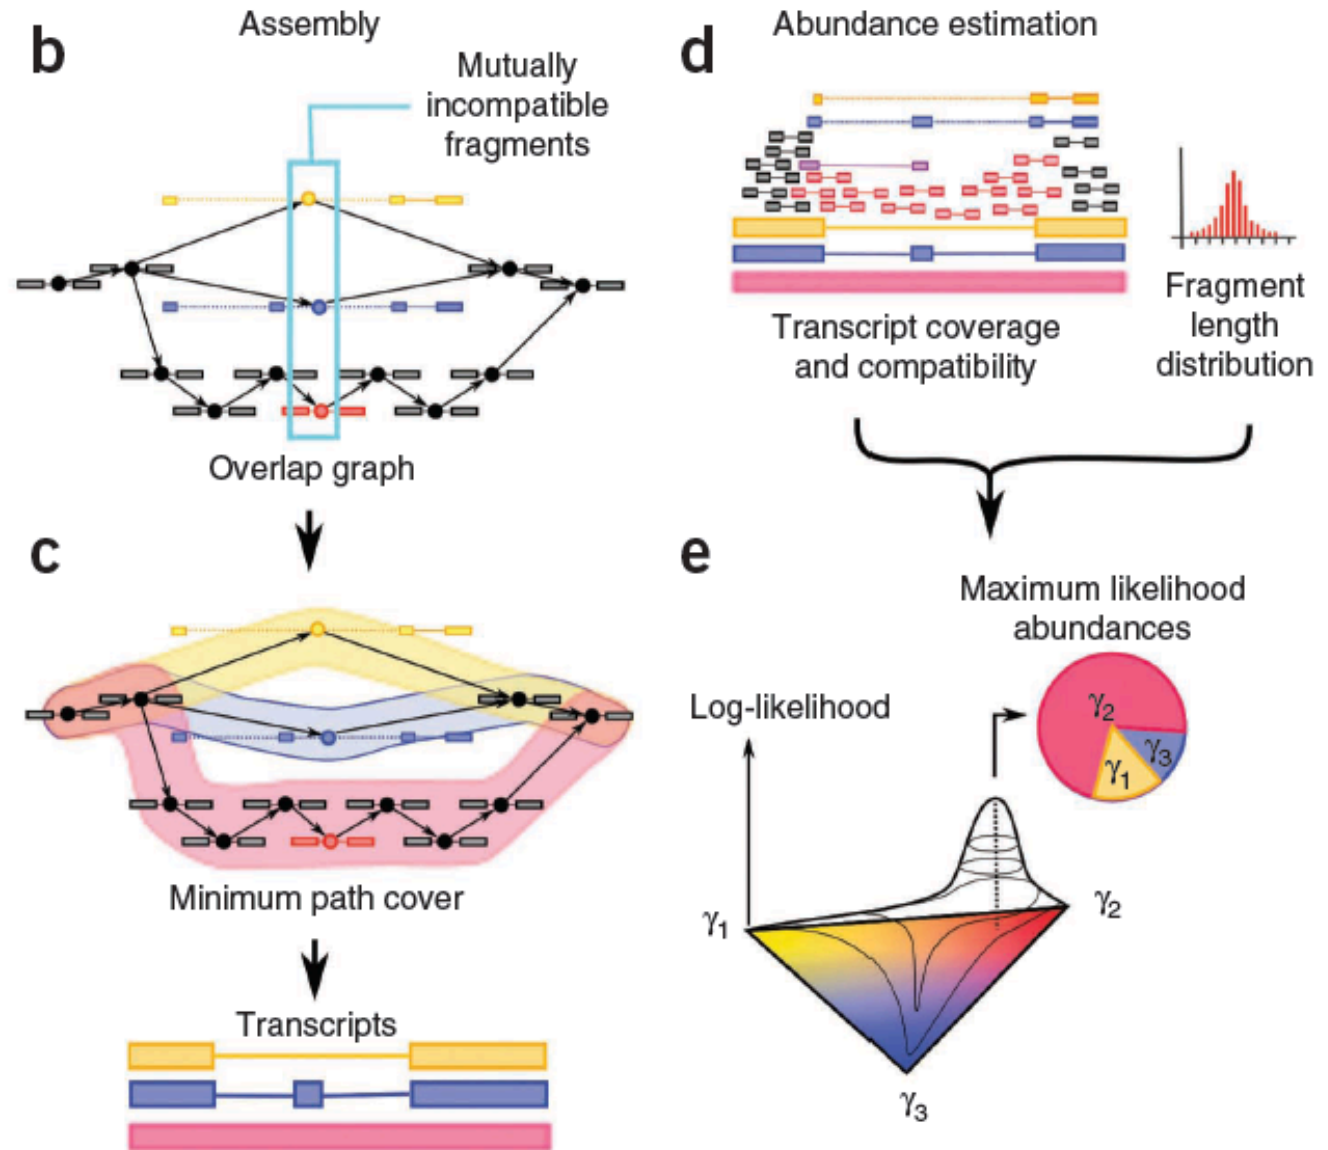 b
Assembly
Mutually
incompatible
fragments
Overlap graph
c
Minimum path cover
Transcripts
d
Abundance estimation
Transcript coverage
and compatibility
Fragment
length
distribution
e
Maximum likelihood
abundances
γ2
γ3
γ1
Log-likelihood
γ1
γ2
γ3